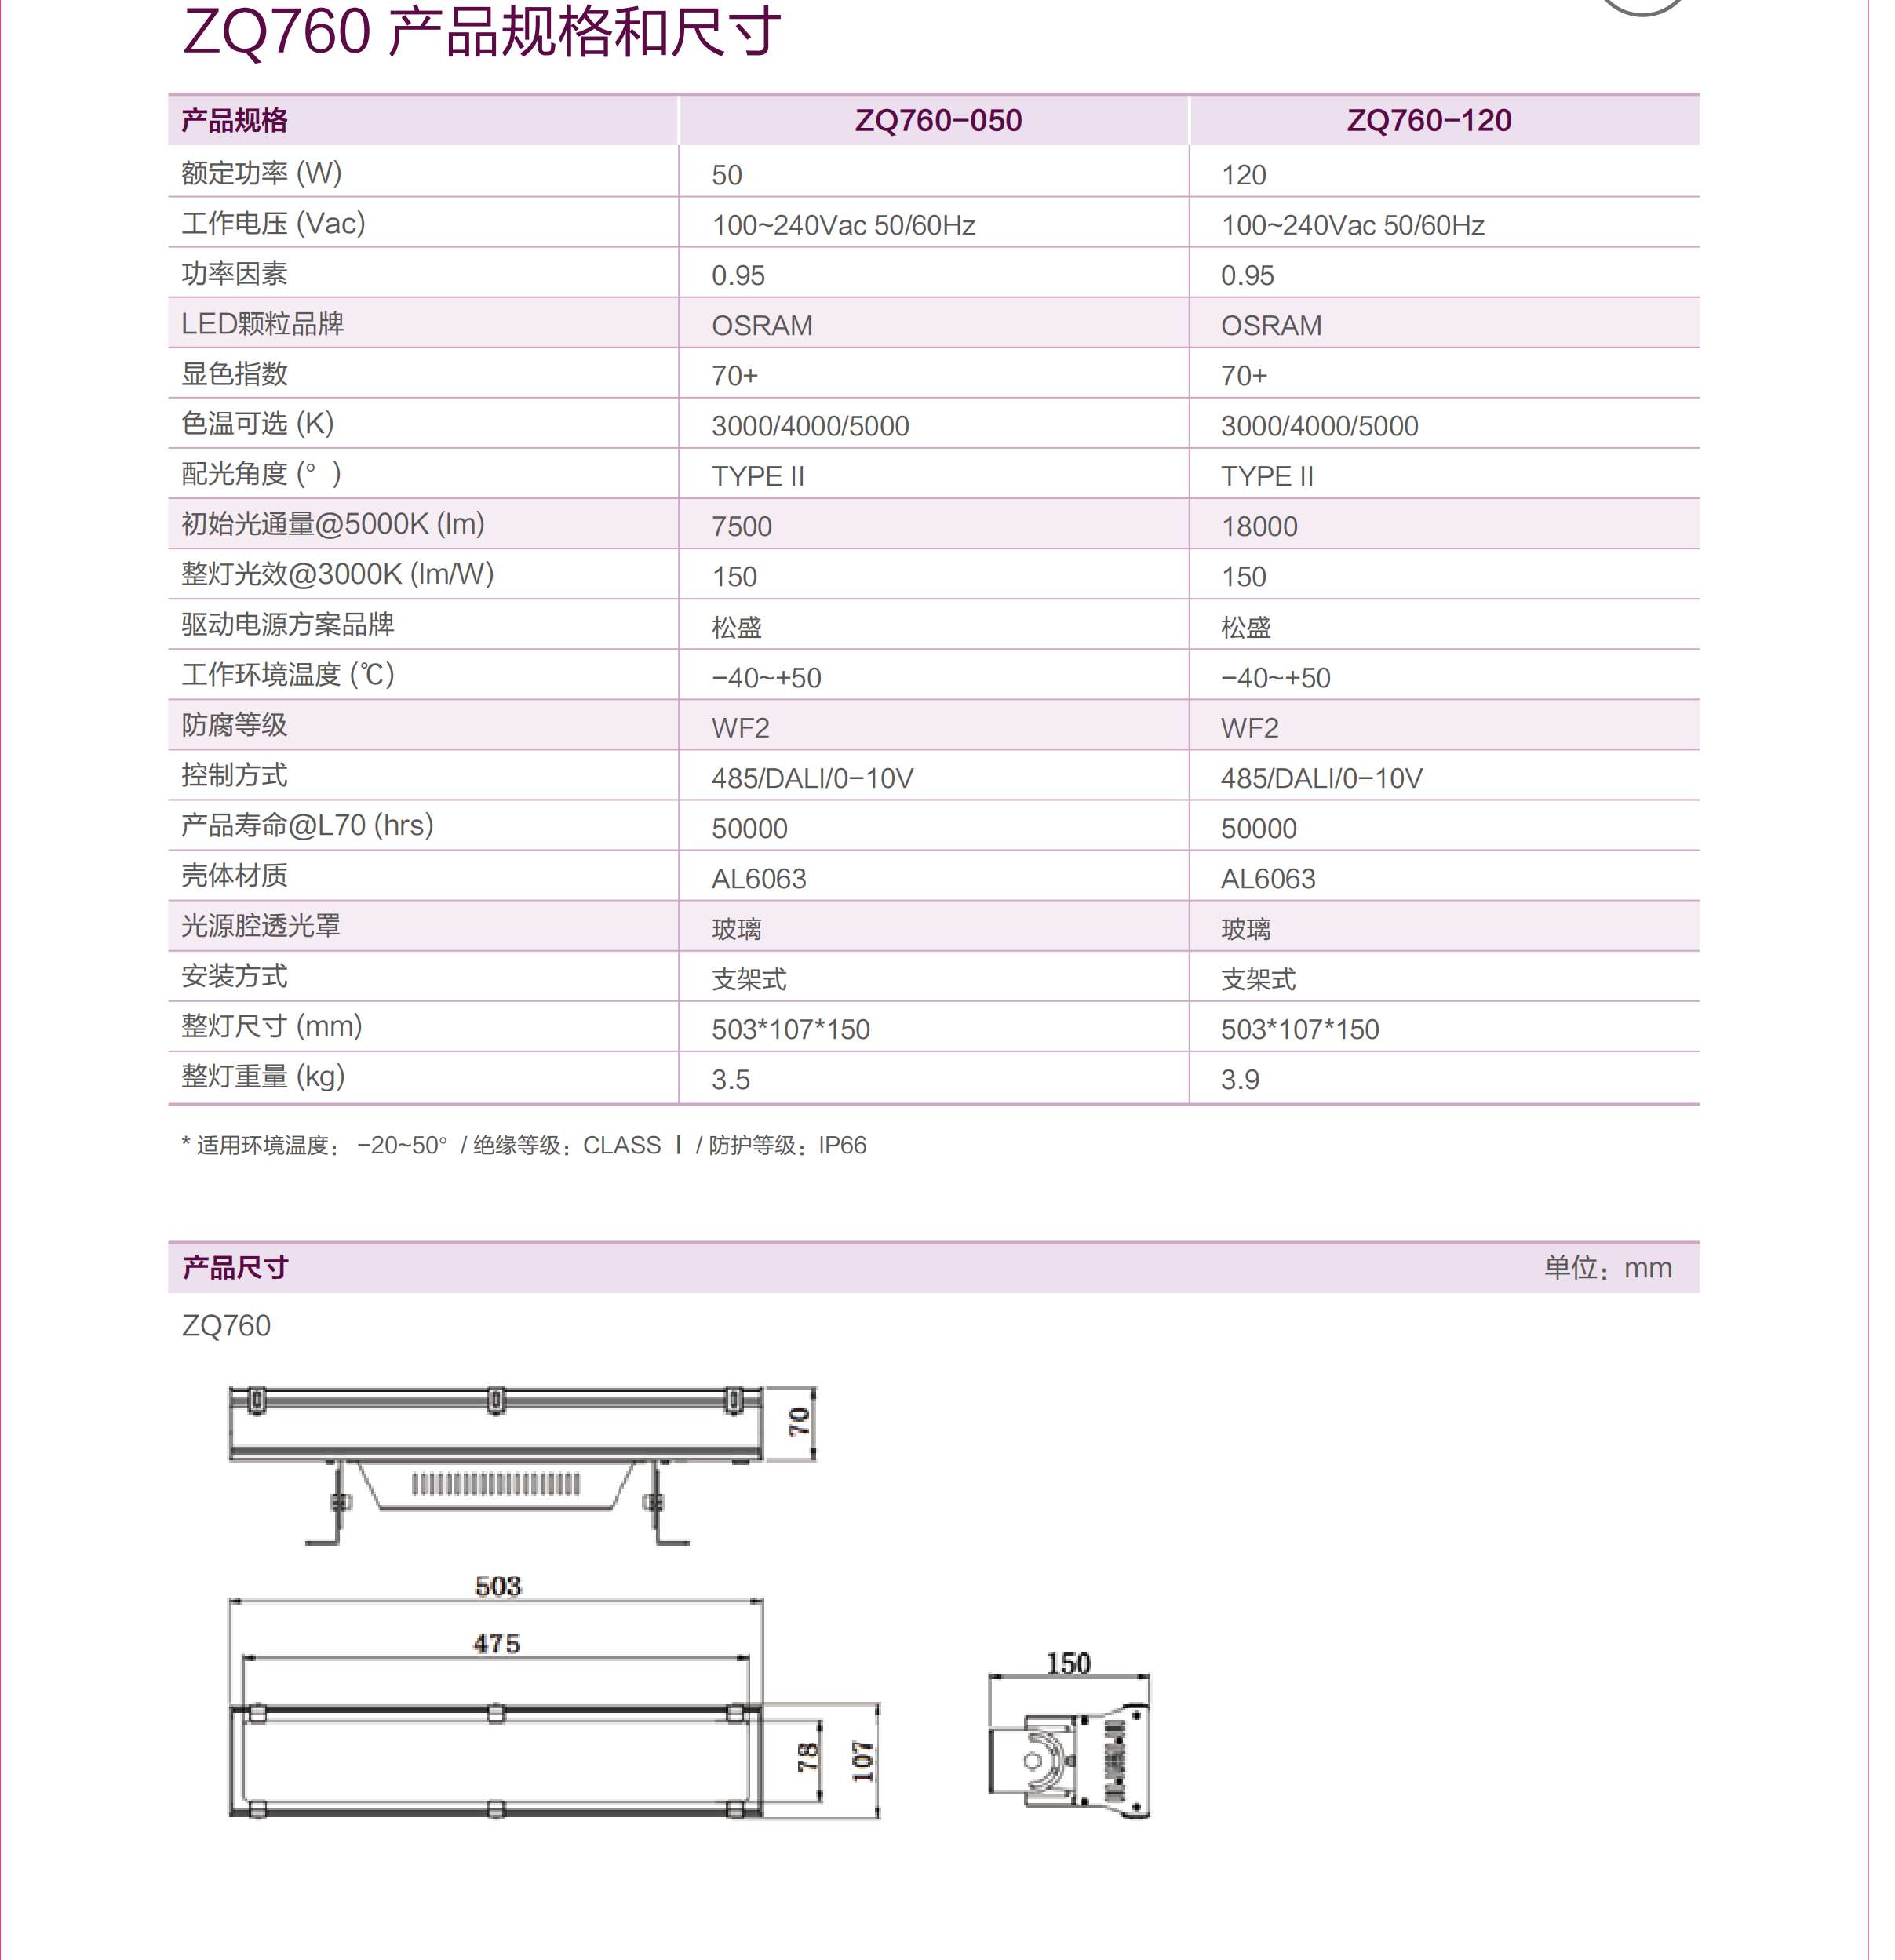 ZQ760 产品规格和尺寸
产品规格 ZQ760-050 ZQ760-120
额定功率 (W) 50 120
工作电压 (Vac) 100~240Vac 50/60Hz 100~240Vac 50/60Hz
功率因素 0.95 0.95
LED颗粒品牌 OSRAM OSRAM
显色指数 70+ 70+
色温可选 (K) 3000/4000/5000 3000/4000/5000
配光角度 (° ) TYPE II TYPE II
初始光通量@5000K (lm) 7500 18000
整灯光效@3000K (lm/W) 150 150
驱动电源方案品牌 松盛 松盛
工作环境温度 (℃) -40~+50 -40~+50
防腐等级 WF2 WF2
控制方式 485/DALI/0-10V 485/DALI/0-10V
产品寿命@L70 (hrs) 50000 50000
壳体材质 AL6063 AL6063
光源腔透光罩 玻璃 玻璃
安装方式 支架式 支架式
整灯尺寸 (mm) 503*107*150 503*107*150
整灯重量 (kg) 3.5 3.9
* 适用环境温度： -20~50° / 绝缘等级：CLASS Ⅰ / 防护等级：IP66
产品尺寸 单位：mm
ZQ760
70
503
475
150
78
107